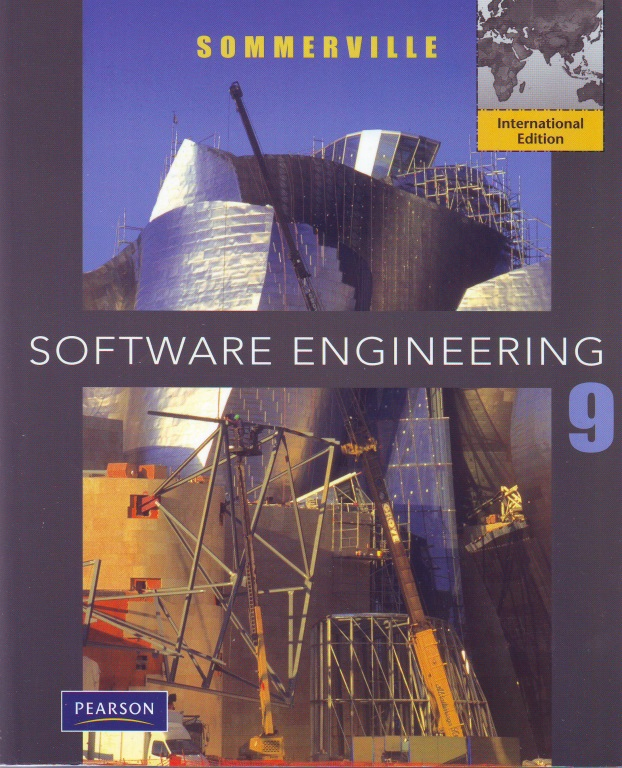 SOMMERVILLE
International
Edition
SOFTWARE ENGINEERING
9
PEARSON